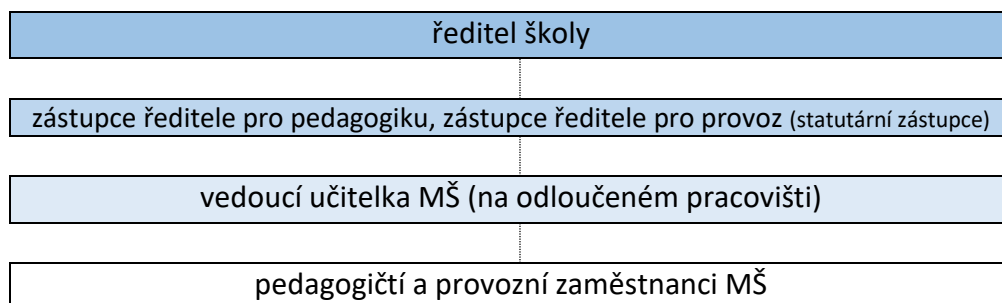 ředitel školy
zástupce ředitele pro pedagogiku, zástupce ředitele pro provoz (statutární zástupce)
vedoucí učitelka MŠ (na odloučeném pracovišti)
pedagogičtí a provozní zaměstnanci MŠ